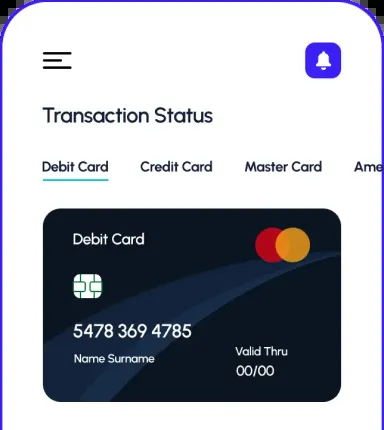 Transaction Status
Debit Card Credit Card Master Card Ame
Debit Card
5478 369 4785
Name Surname
Valid Thru
00/00